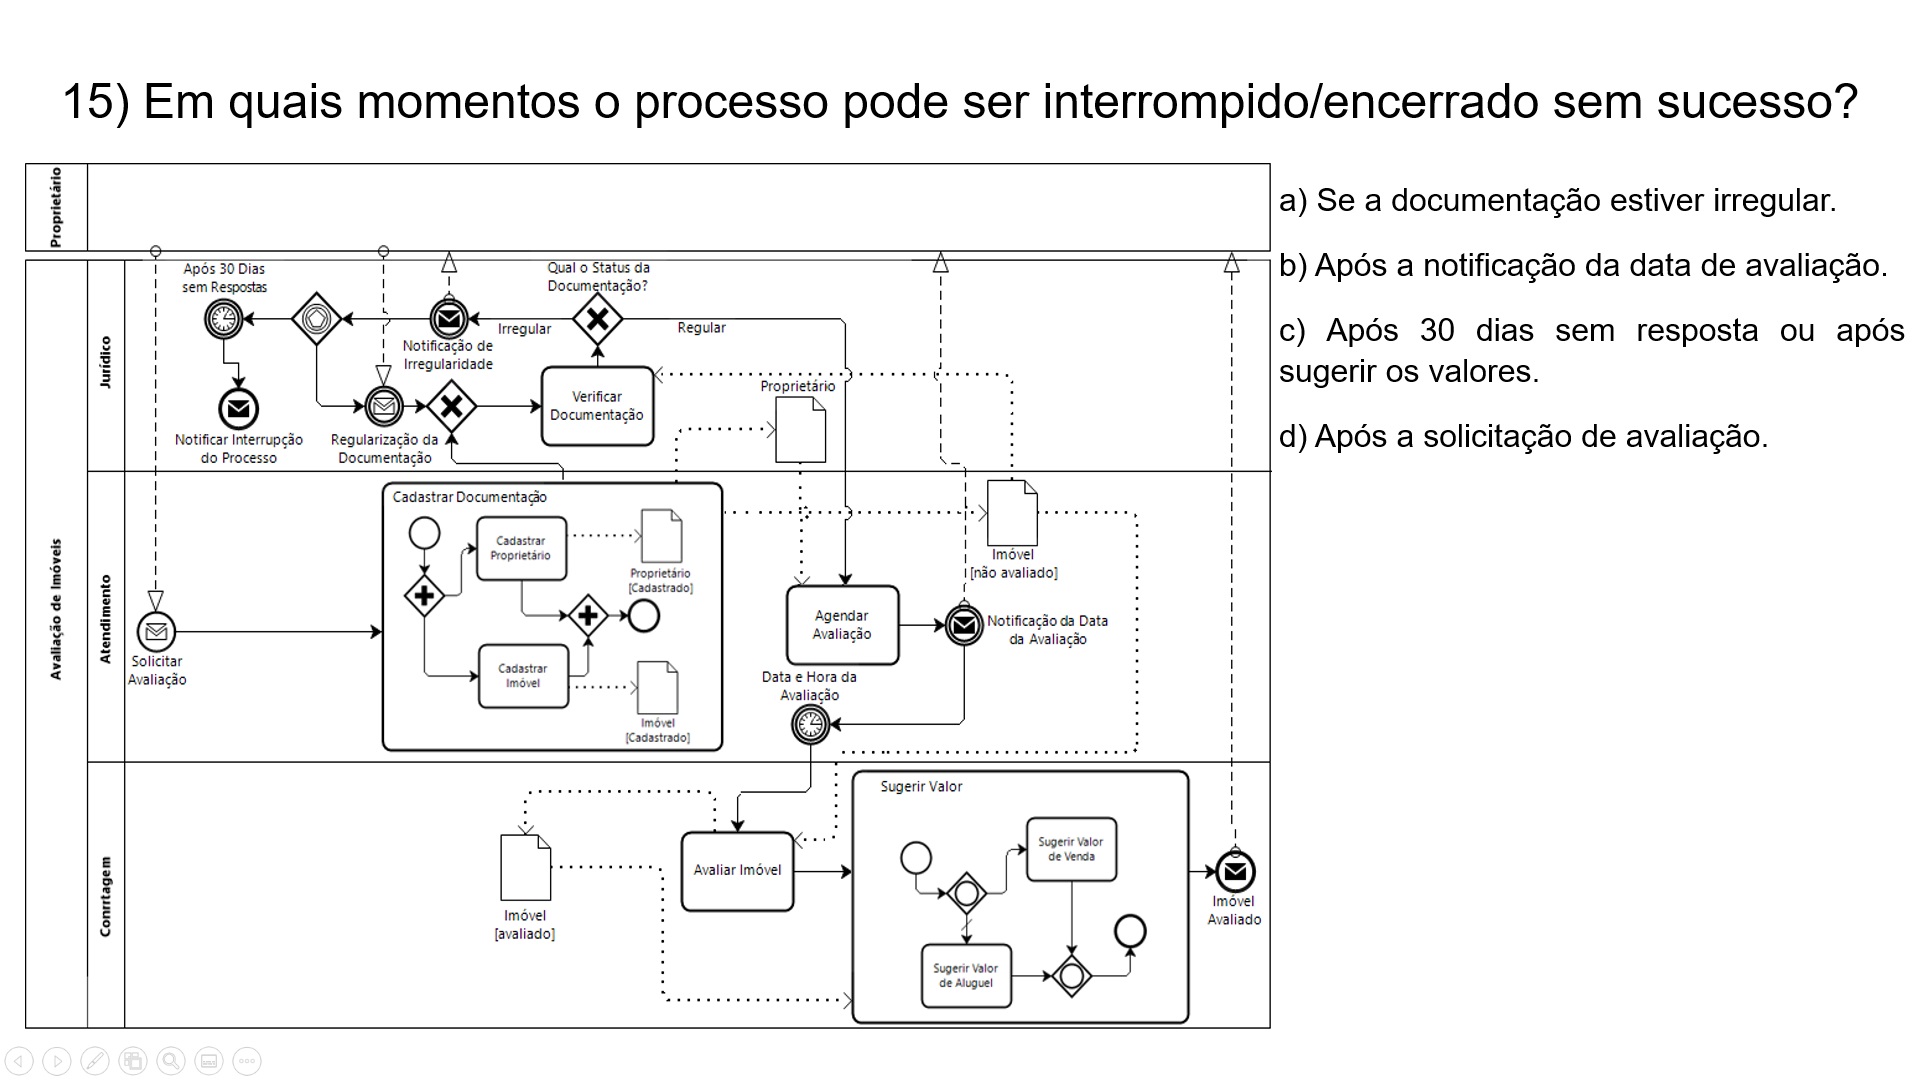 15) Em quais momentos o processo pode ser interrompido/encerrado sem sucesso?
Proprietário
a) Se a documentação estiver irregular.
b) Após a notificação da data de avaliação.
c) Após 30 dias sem resposta ou após
sugerir os valores.
d) Após a solicitação de avaliação.
Avaliação de Imóveis
Jurídico
Após 30 Dias
sem Respostas
Qual o Status da
Documentação?
Irregular
Regular
Notificação de
Irregularidade
Verificar
Documentação
Proprietário
Notificar Interrupção
do Processo
Regularização da
Documentação
Atendimento
Cadastrar Documentação
Cadastrar
Proprietário
Proprietário
[Cadastrado]
Cadastrar
Imóvel
Imóvel
[Cadastrado]
Solicitar
Avaliação
Imóvel
[não avaliado]
Agendar
Avaliação
Notificação da Data
da Avaliação
Data e Hora da
Avaliação
Conrrtagem
Imóvel
[avaliado]
Avaliar Imóvel
Sugerir Valor
Sugerir Valor
de Venda
Sugerir Valor
de Aluguel
Imóvel
Avaliado